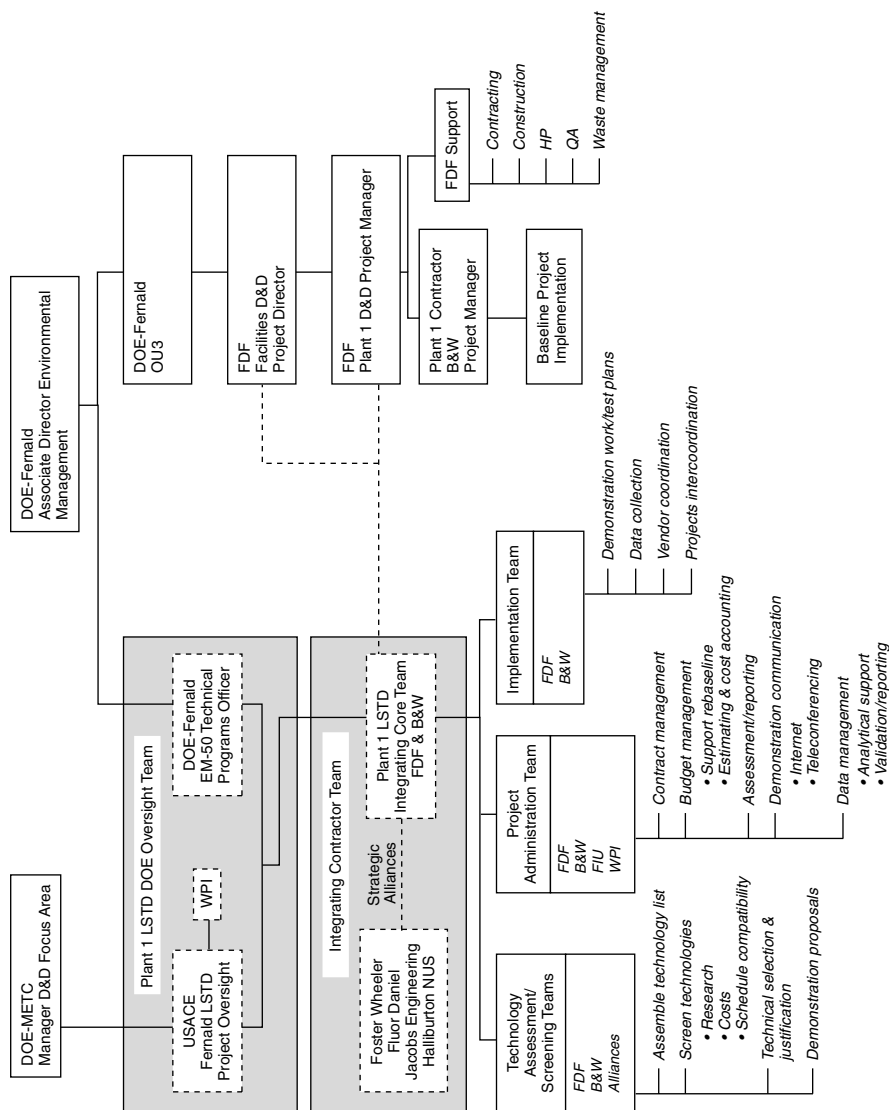 DOE-METC
Manager D&D Focus Area
DOE-Fernald
Associate Director Environmental
Management
Plant 1 LSTD DOE Oversight Team
USACE
Fernald LSTD
Project Oversight
WPI
DOE-Fernald
EM-50 Technical
Programs Officer
DOE-Fernald
OU3
Integrating Contractor Team
Foster Wheeler
Fluor Daniel
Jacobs Engineering
Halliburton NUS
Strategic
Alliances
Plant 1 LSTD
Integrating Core Team
FDF & B&W
FDF
Facilities D&D
Project Director
FDF
Plant 1 D&D Project Manager
Technology
Assessment/
Screening Teams
FDF
B&W
Alliances
Assemble technology list
Screen technologies
• Research
• Costs
• Schedule compatibility
Technical selection &
justification
Demonstration proposals
Project
Administration Team
FDF
B&W
FIU
WPI
Contract management
Budget management
• Support rebaseline
• Estimating & cost accounting
Assessment/reporting
Demonstration communication
• Internet
• Teleconferencing
Data management
• Analytical support
• Validation/reporting
Implementation Team
FDF
B&W
Demonstration work/test plans
Data collection
Vendor coordination
Projects intercoordination
Plant 1 Contractor
B&W
Project Manager
Baseline Project
Implementation
FDF Support
Contracting
Construction
HP
QA
Waste management